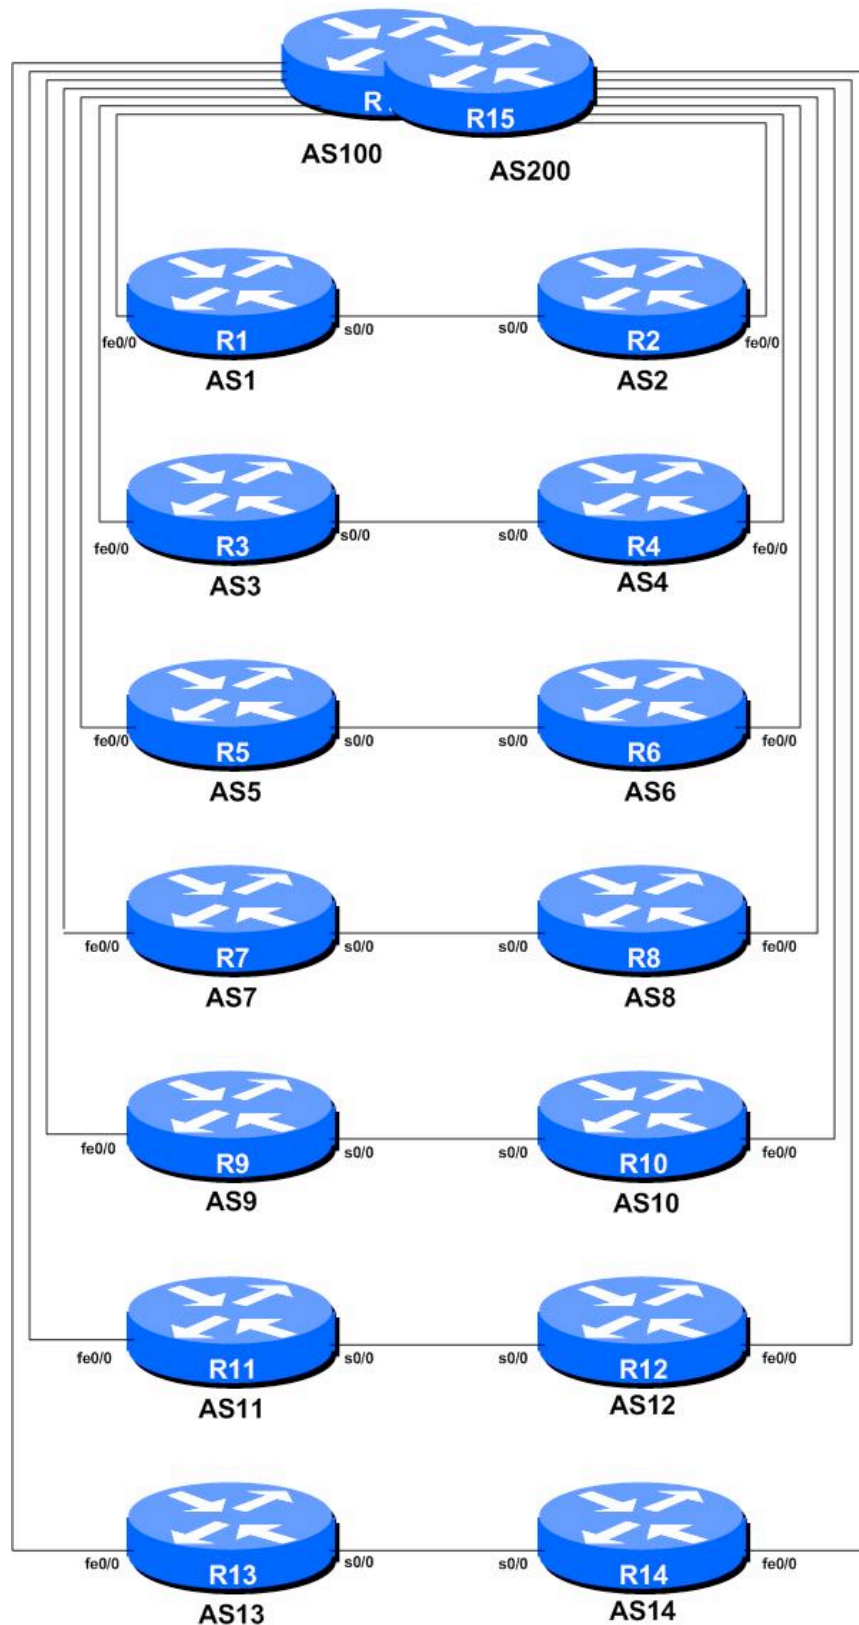 R
R15
AS100
AS200
R1
R2
fe0/0
s0/0
s0/0
fe0/0
AS1
AS2
R3
R4
fe0/0
s0/0
s0/0
fe0/0
AS3
AS4
R5
R6
fe0/0
s0/0
s0/0
fe0/0
AS5
AS6
R7
R8
fe0/0
s0/0
s0/0
fe0/0
AS7
AS8
R9
R10
fe0/0
s0/0
s0/0
fe0/0
AS9
AS10
R11
R12
fe0/0
s0/0
s0/0
fe0/0
AS11
AS12
R13
R14
fe0/0
s0/0
s0/0
fe0/0
AS13
AS14